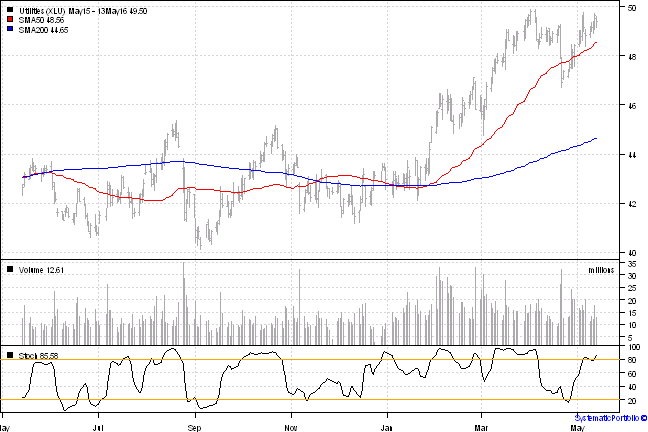 Utilities (XLU) May15 - 13May16 49.50
SMA50 48.56
SMA200 44.65
50
48
46
44
42
40
Volume 12.61
millions
35
30
25
20
15
10
5
Stoch 85.58
100
80
60
40
20
ay Jul Sep Nov Jan Mar May
SystematicPortfolio ©